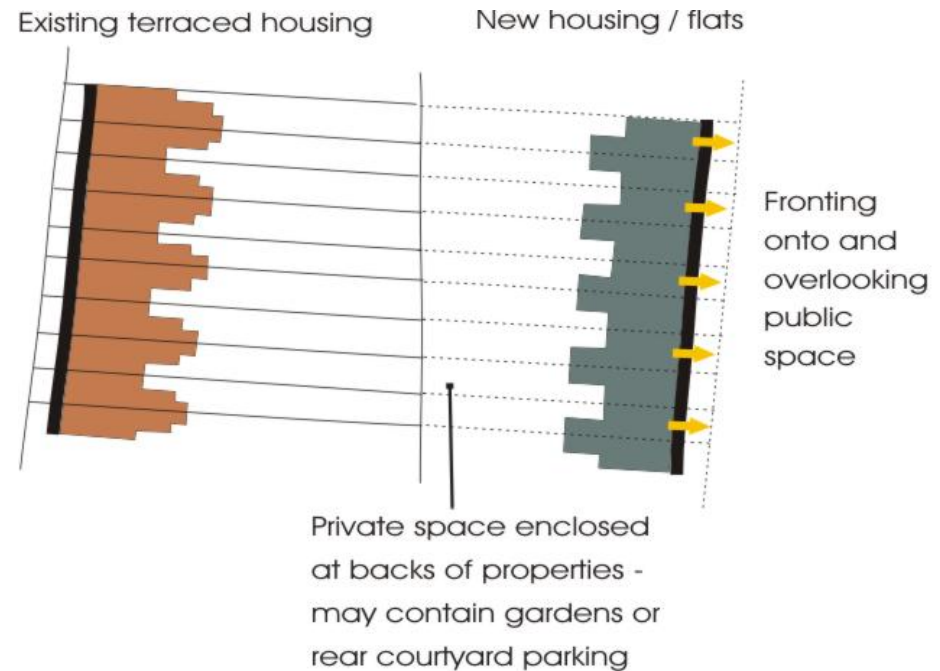 Existing terraced housing
New housing / flats
Fronting
onto and
overlooking
public
space
Private space enclosed
at backs of properties -
may contain gardens or
rear courtyard parking